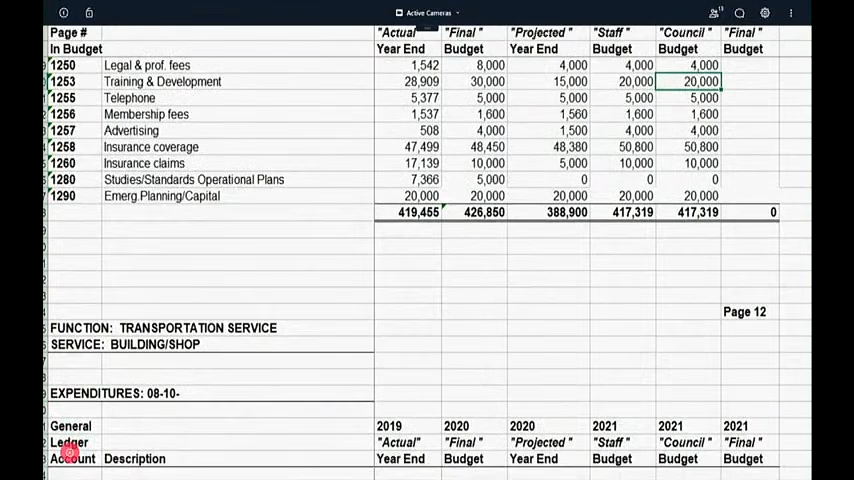 Active Cameras
13
Page # "Actual" "Final " "Projected " "Staff " "Council " "Final "
In Budget Year End Budget Year End Budget Budget Budget
1250 Legal & prof. fees 1,542 8,000 4,000 4,000 4,000
1253 Training & Development 28,909 30,000 15,000 20,000 20,000
1255 Telephone 5,377 5,000 5,000 5,000 5,000
1256 Membership fees 1,537 1,600 1,560 1,600 1,600
1257 Advertising 508 4,000 1,500 4,000 4,000
1258 Insurance coverage 47,499 48,450 48,380 50,800 50,800
1260 Insurance claims 17,139 10,000 5,000 10,000 10,000
1280 Studies/Standards Operational Plans 7,366 5,000 0 0 0
1290 Emerg.Planning/Capital 20,000 20,000 20,000 20,000 20,000
419,455 426,850 388,900 417,319 417,319 0
Page 12
FUNCTION: TRANSPORTATION SERVICE
SERVICE: BUILDING/SHOP
EXPENDITURES: 08-10-
General 2019 2020 2020 2021 2021 2021
Ledger "Actual" "Final " "Projected " "Staff " "Council " "Final "
Account Description Year End Budget Year End Budget Budget Budget